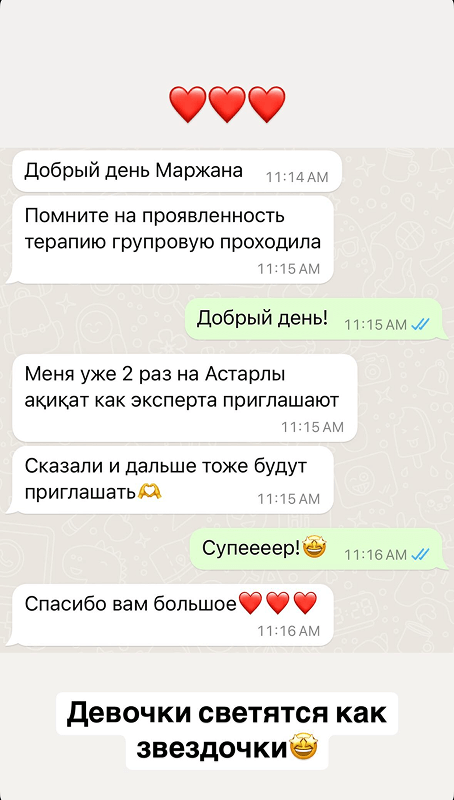 ❤️❤️❤️
Добрый день Маржана
11:14 AM
Помните на проявленность
терапию групровую проходила
11:15 AM
Добрый день!
11:15 AM
Меня уже 2 раз на Астарлы
ақиқат как эксперта приглашают
11:15 AM
Сказали и дальше тоже будут
приглашать🫶
11:15 AM
Супеееер!🤩
11:16 AM
Спасибо вам большое❤️❤️❤️
11:16 AM
Девочки светятся как
звездочки🤩